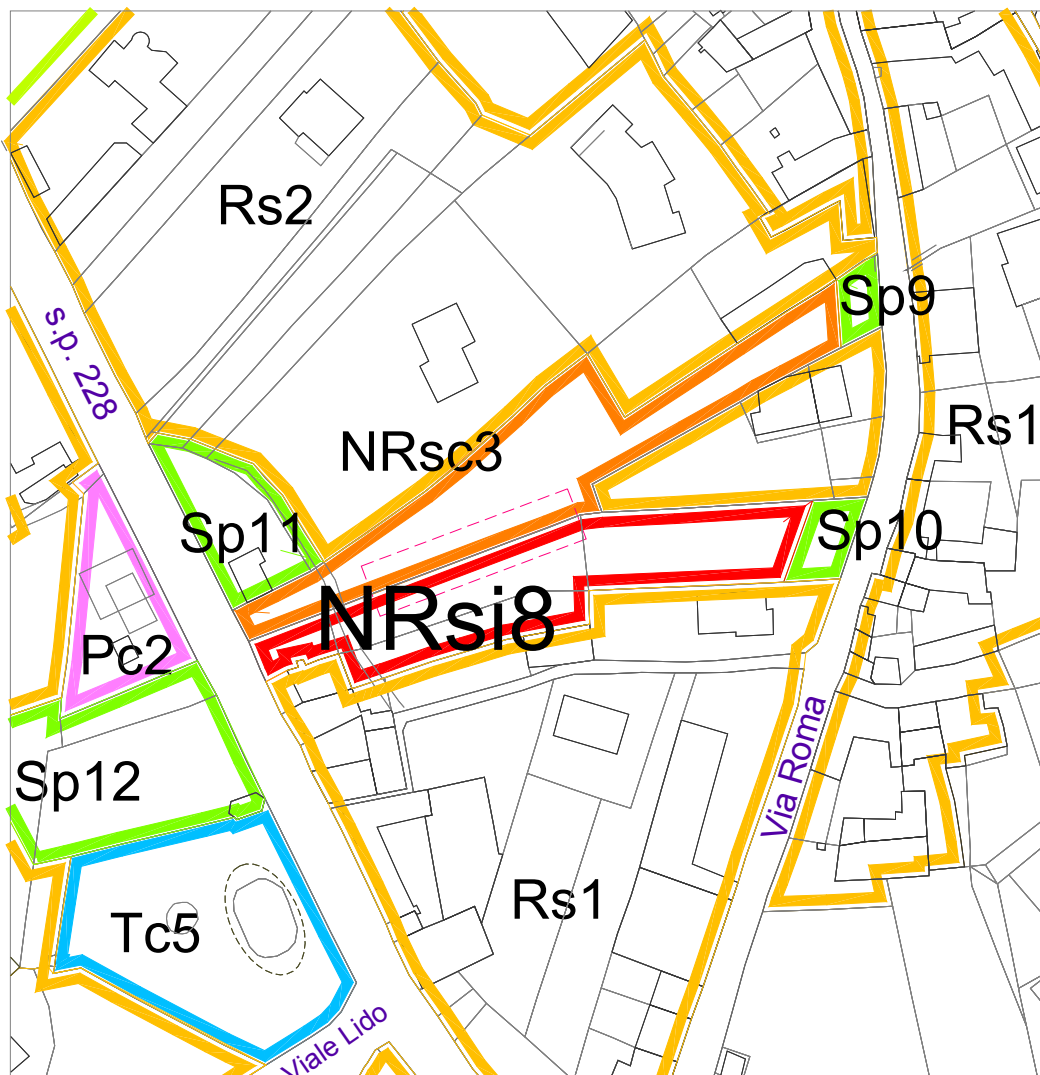 Rs2
Sp9
s.p. 228
Rs1
NRsc3
Sp11
Sp10
NRsi8
Pc2
Via Roma
Sp12
Rs1
Tc5
Viale Lido